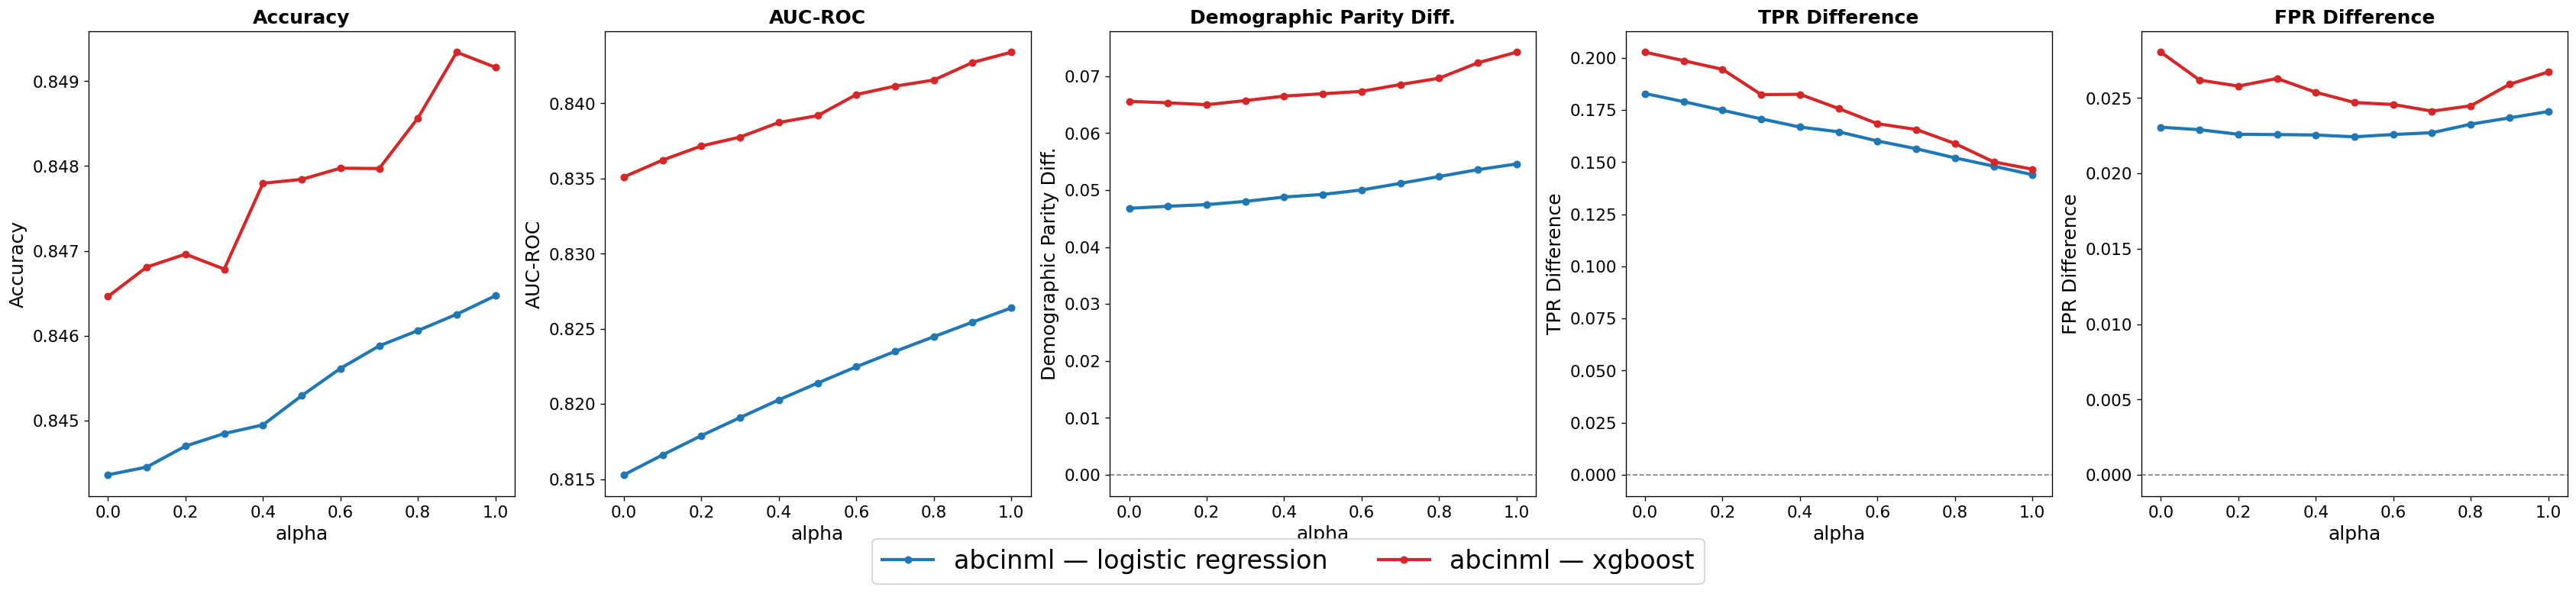 Accuracy
Accuracy
0.849
0.848
0.847
0.846
0.845
0.0 0.2 0.4 0.6 0.8 1.0
alpha
AUC-ROC
AUC-ROC
0.840
0.835
0.830
0.825
0.820
0.815
0.0 0.2 0.4 0.6 0.8 1.0
alpha
Demographic Parity Diff.
Demographic Parity Diff.
0.07
0.06
0.05
0.04
0.03
0.02
0.01
0.00
0.0 0.2 0.4 0.6 0.8 1.0
alpha
TPR Difference
TPR Difference
0.200
0.175
0.150
0.125
0.100
0.075
0.050
0.025
0.000
0.0 0.2 0.4 0.6 0.8 1.0
alpha
FPR Difference
FPR Difference
0.025
0.020
0.015
0.010
0.005
0.000
0.0 0.2 0.4 0.6 0.8 1.0
alpha
abcinml — logistic regression abcinml — xgboost